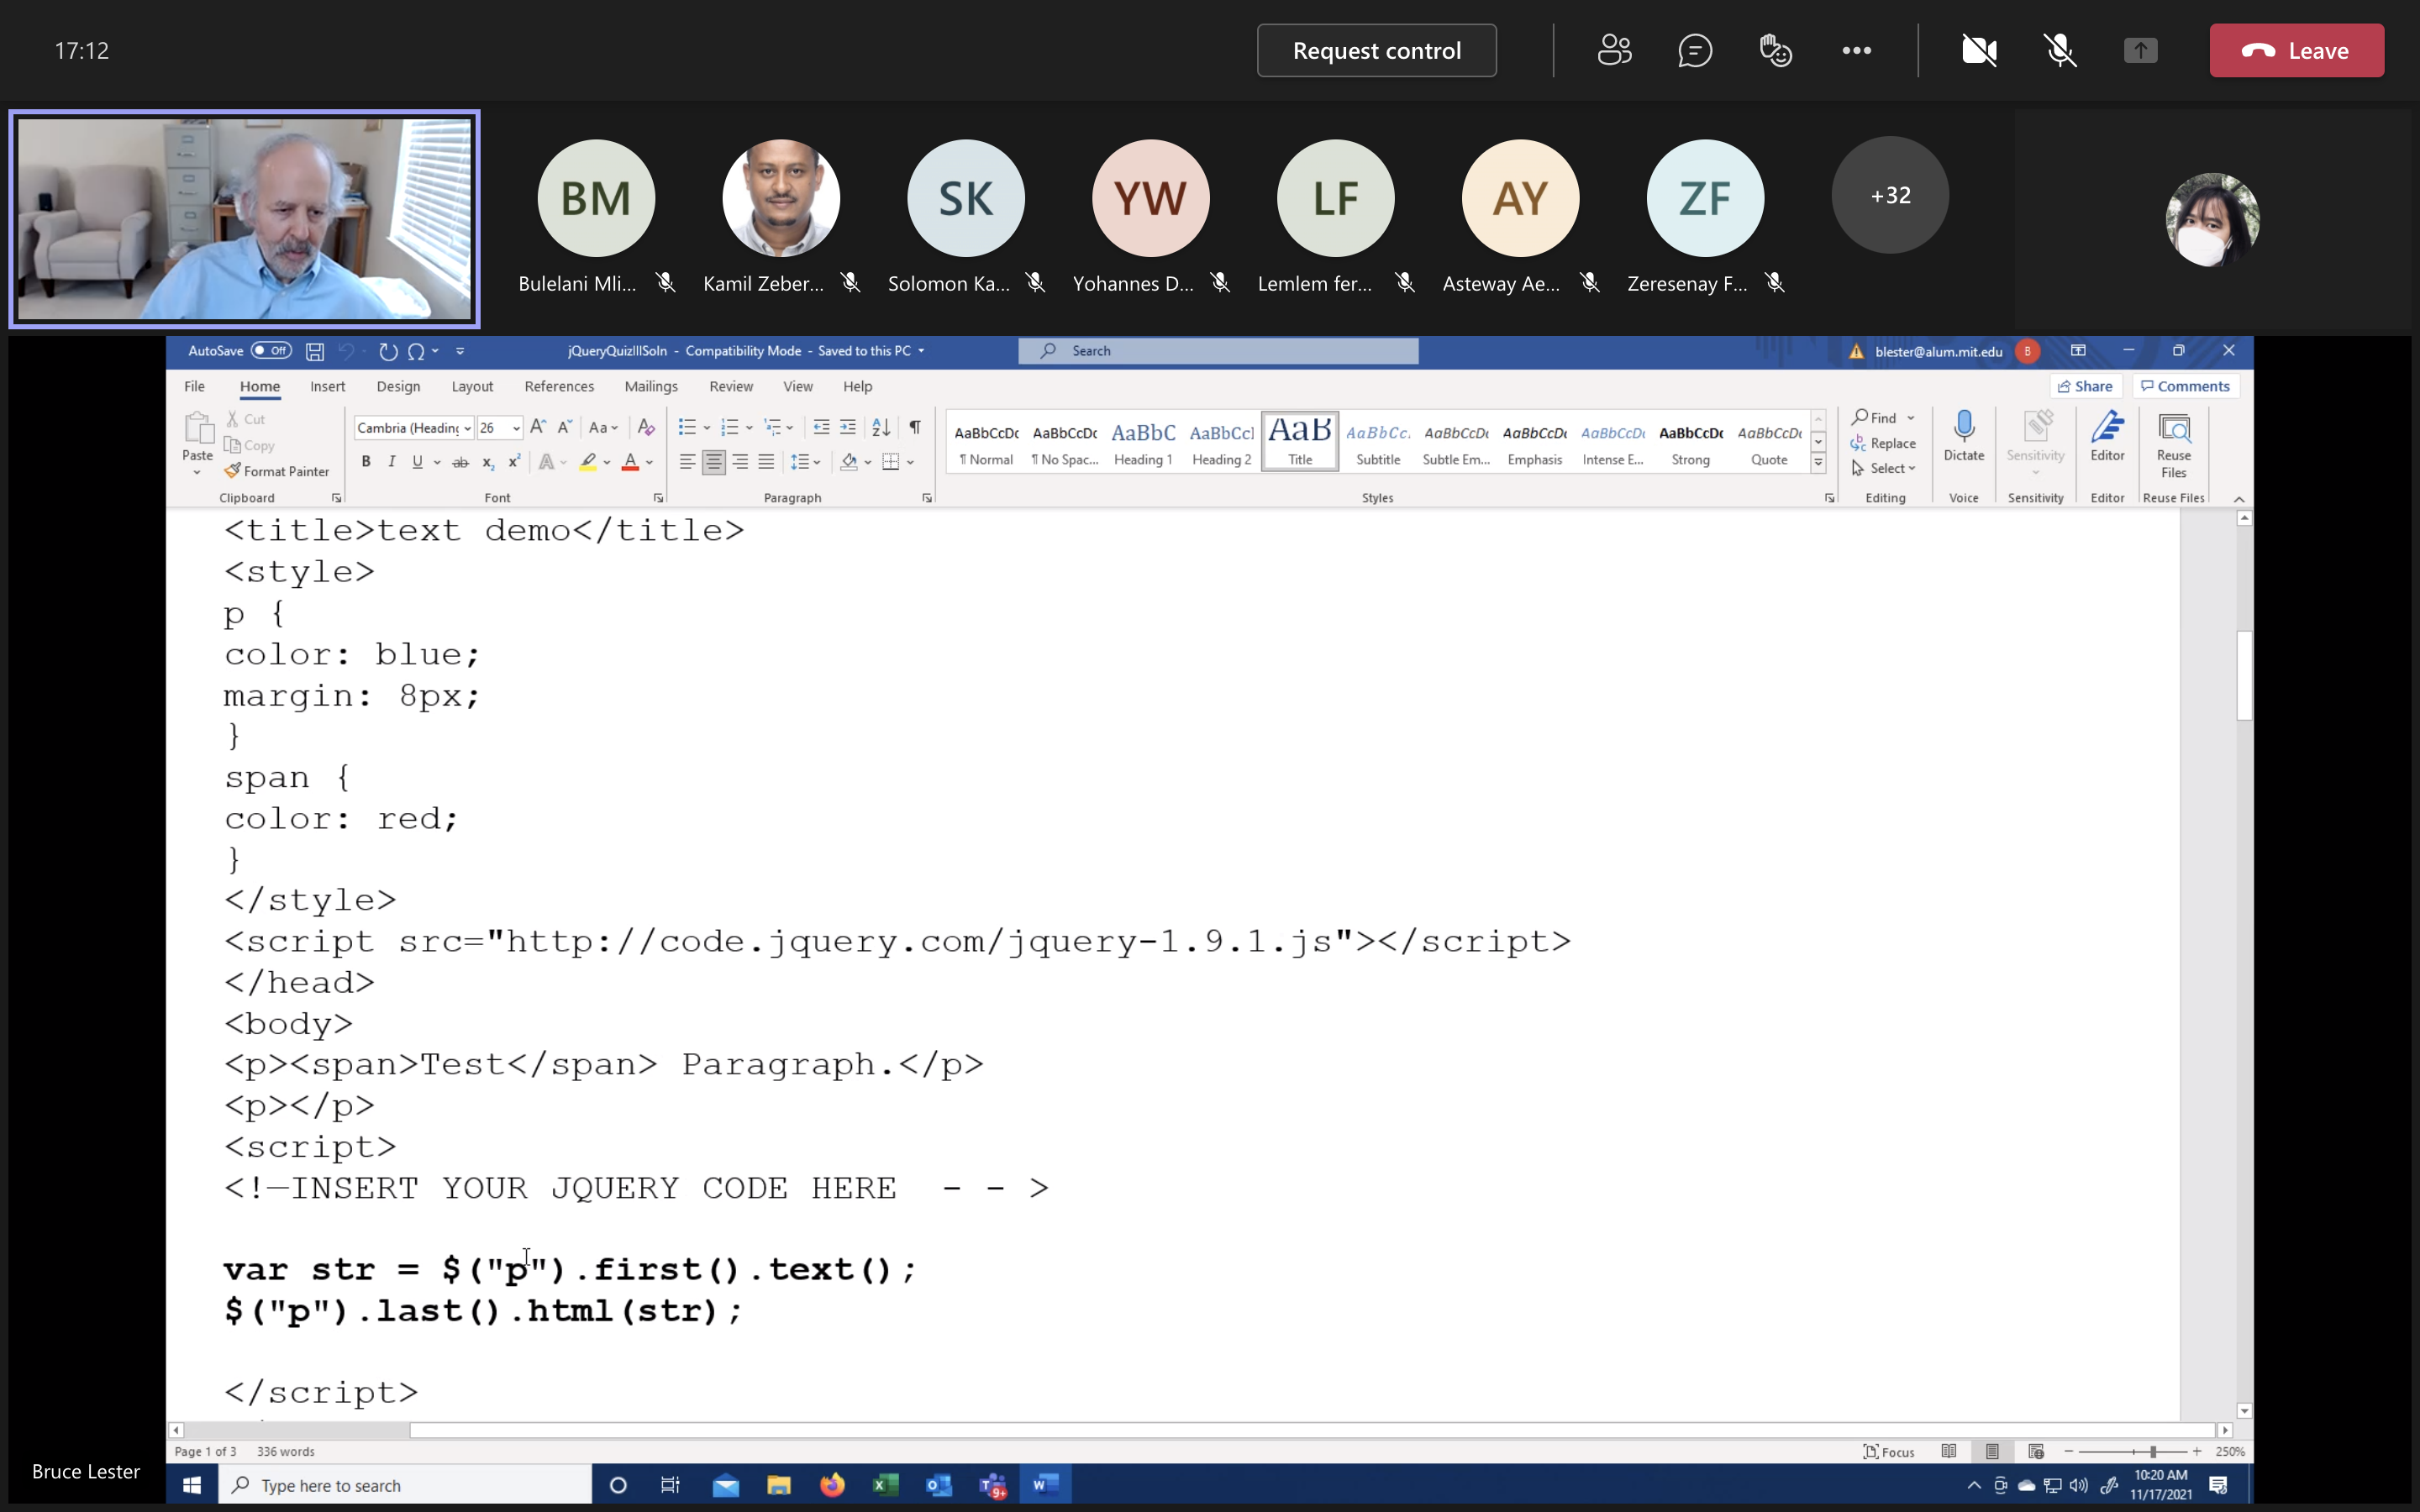 17:12
Request control
Leave
BM
SK
YW
LF
AY
ZF
+32
Bulelani Mli...
Kamil Zeber...
Solomon Ka...
Yohannes D...
Lemlem fer...
Asteway Ae...
Zeresenay F...
AutoSave Off
jQueryQuizIIISoln - Compatibility Mode - Saved to this PC
Search
blester@alum.mit.edu
B
File Home Insert Design Layout References Mailings Review View Help
Share Comments
Paste
Cut
Copy
Format Painter
Clipboard
Cambria (Heading 26
Font
Paragraph
AaBbCcDc AaBbCcDc AaBbC AaBbCcI AaB AaBbCc. AaBbCcDc AaBbCcDc AaBbCcDc AaBbCcDc AaBbCcDc
¶ Normal ¶ No Spac... Heading 1 Heading 2 Title Subtitle Subtle Em... Emphasis Intense E... Strong Quote
Styles
Find
Replace
Select
Editing
Dictate
Voice
Sensitivity
Sensitivity
Editor
Editor
Reuse
Files
Reuse Files
<title>text demo</title>
<style>
p {
color: blue;
margin: 8px;
}
span {
color: red;
}
</style>
<script src="http://code.jquery.com/jquery-1.9.1.js"></script>
</head>
<body>
<p><span>Test</span> Paragraph.</p>
<p></p>
<script>
<!—INSERT YOUR JQUERY CODE HERE - - >
var str = $("p").first().text();
$("p").last().html(str);
</script>
Page 1 of 3 336 words
Focus
250%
Bruce Lester
Type here to search
9+
10:20 AM
11/17/2021